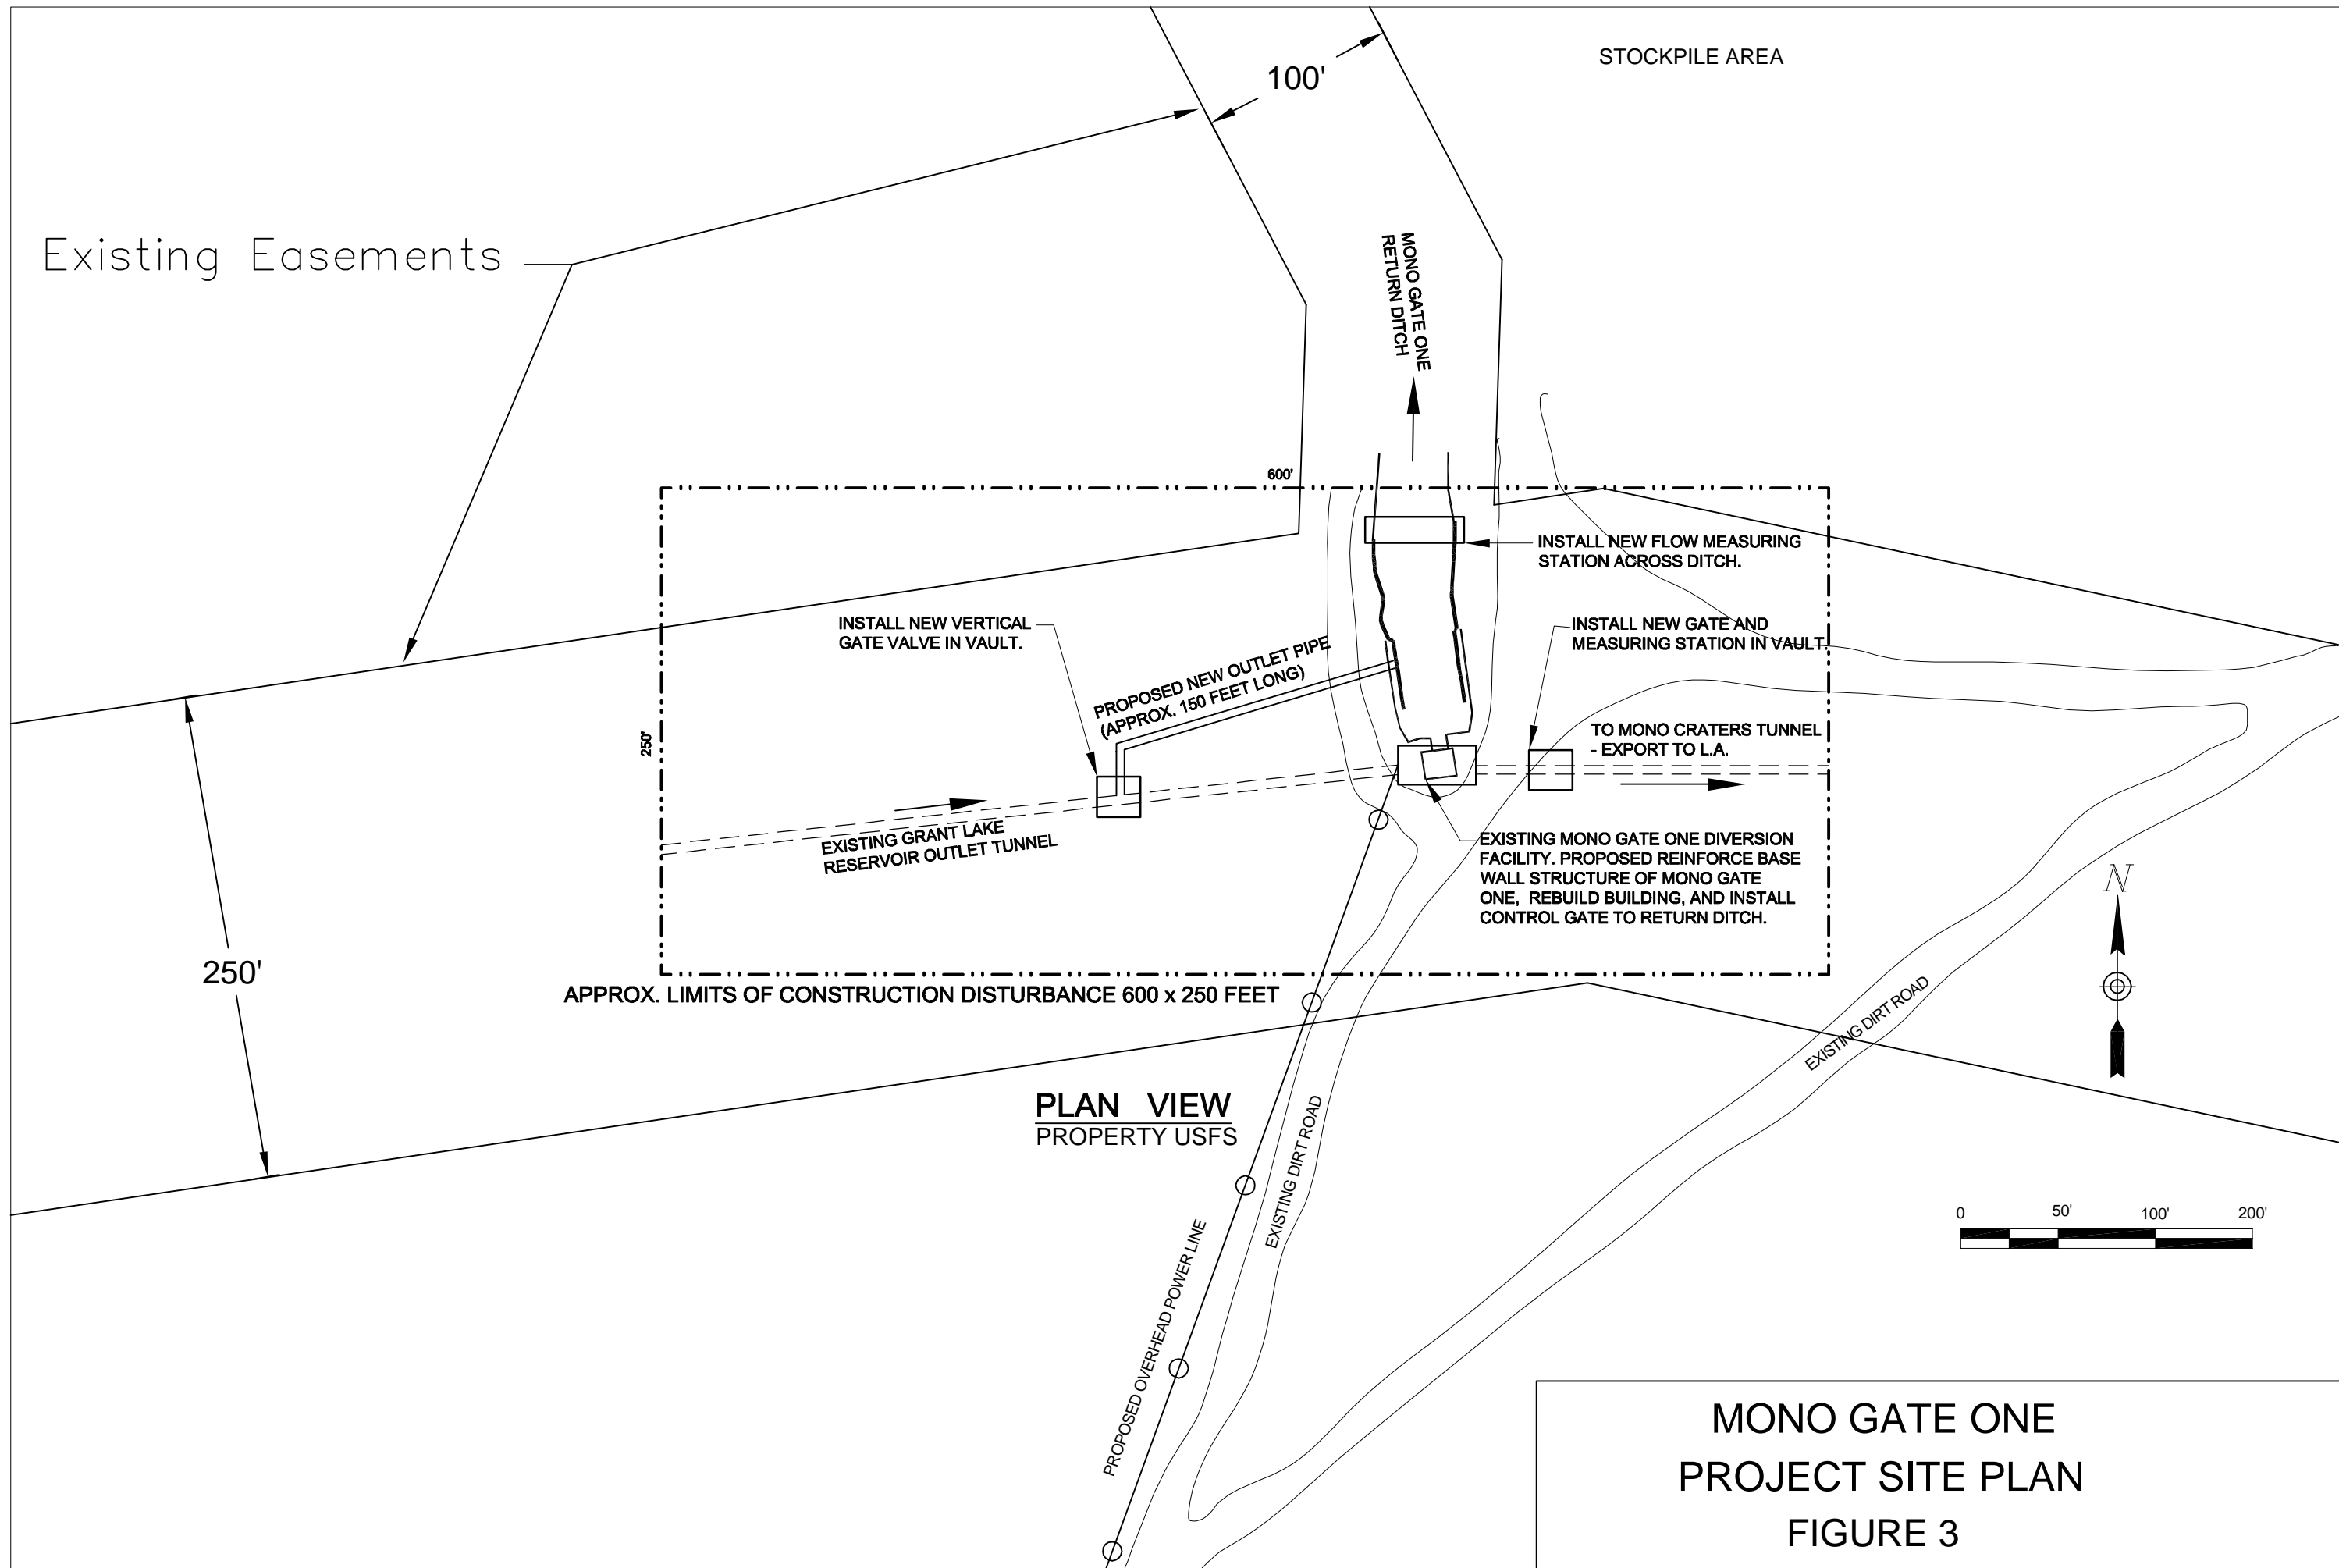 STOCKPILE AREA
100'
Existing Easements
MONO GATE ONE
RETURN DITCH
600'
INSTALL NEW FLOW MEASURING
STATION ACROSS DITCH.
INSTALL NEW VERTICAL
GATE VALVE IN VAULT.
INSTALL NEW GATE AND
MEASURING STATION IN VAULT
PROPOSED NEW OUTLET PIPE
(APPROX. 150 FEET LONG)
250'
TO MONO CRATERS TUNNEL
- EXPORT TO L.A.
EXISTING GRANT LAKE
RESERVOIR OUTLET TUNNEL
EXISTING MONO GATE ONE DIVERSION
FACILITY. PROPOSED REINFORCE BASE
WALL STRUCTURE OF MONO GATE
ONE, REBUILD BUILDING, AND INSTALL
CONTROL GATE TO RETURN DITCH.
N
250'
APPROX. LIMITS OF CONSTRUCTION DISTURBANCE 600 x 250 FEET
EXISTING DIRT ROAD
PLAN VIEW
PROPERTY USFS
EXISTING DIRT ROAD
PROPOSED OVERHEAD POWER LINE
0 50' 100' 200'
MONO GATE ONE
PROJECT SITE PLAN
FIGURE 3